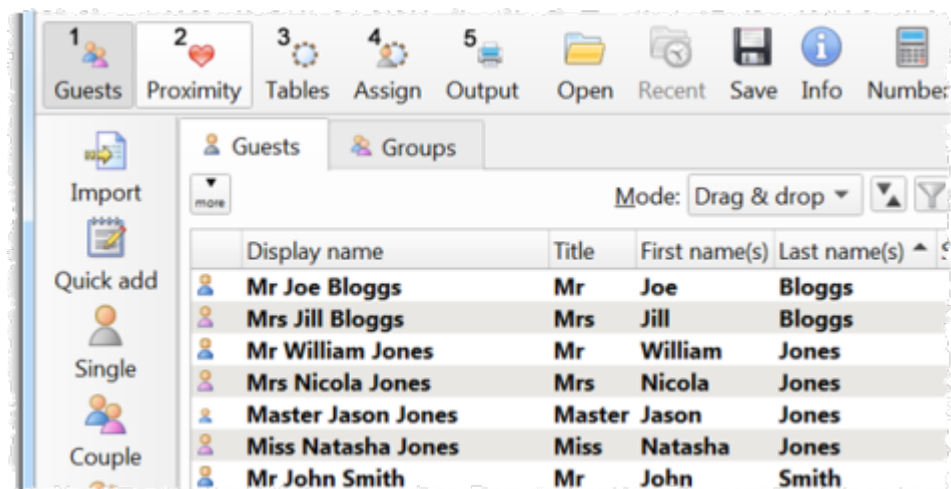 1 2 3 4 5
Guests Proximity Tables Assign Output Open Recent Save Info Number
Import
Quick add
Single
Couple
Guests Groups
more Mode: Drag & drop
Display name Title First name(s) Last name(s)
Mr Joe Bloggs Mr Joe Bloggs
Mrs Jill Bloggs Mrs Jill Bloggs
Mr William Jones Mr William Jones
Mrs Nicola Jones Mrs Nicola Jones
Master Jason Jones Master Jason Jones
Miss Natasha Jones Miss Natasha Jones
Mr John Smith Mr John Smith